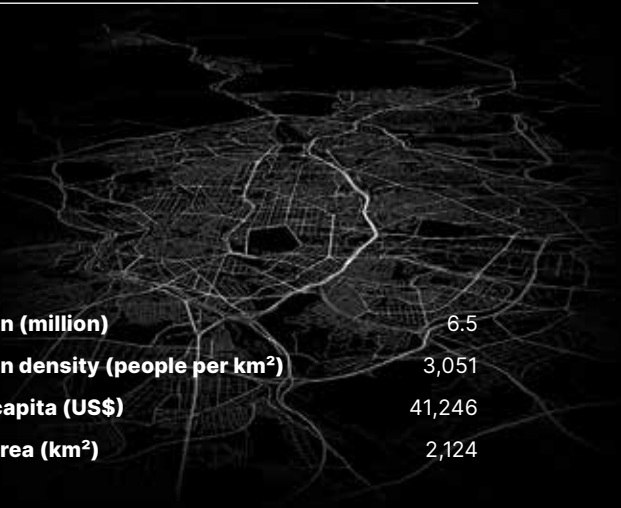 n (million) 6.5
n density (people per km²) 3,051
capita (US$) 41,246
rea (km²) 2,124